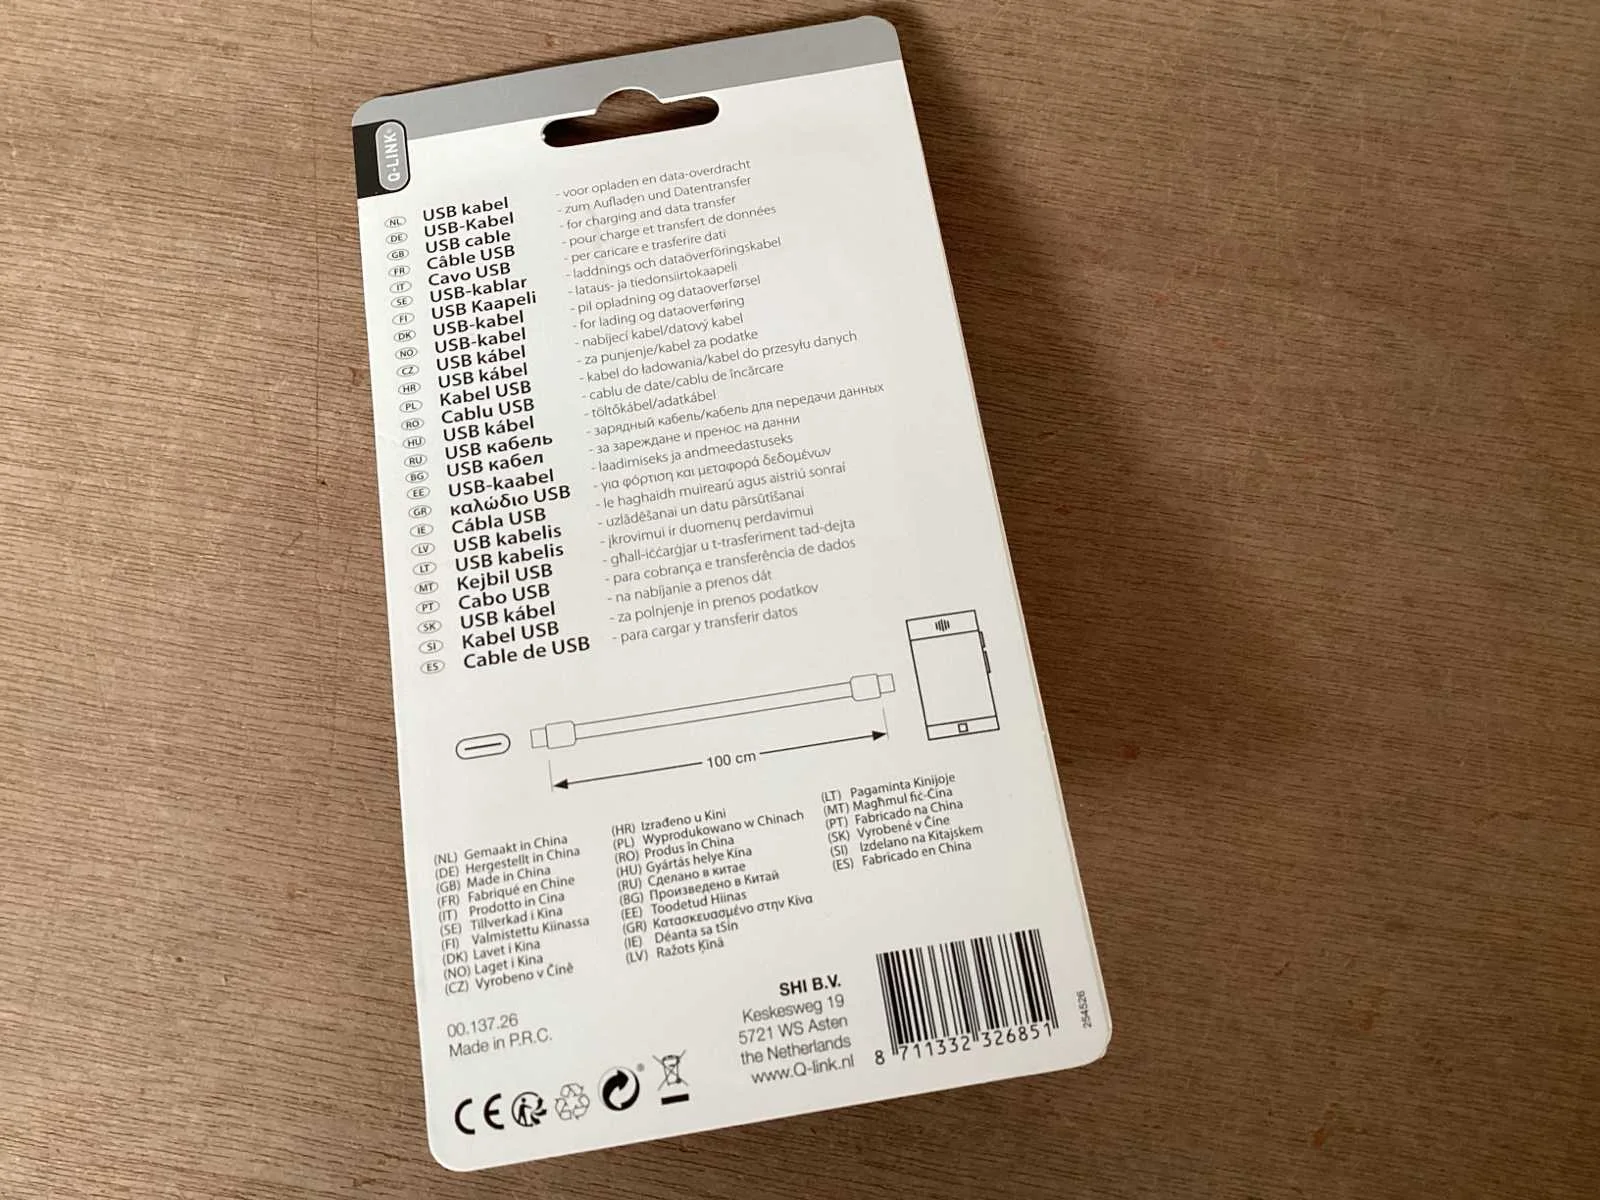 Q-LINK®
NL USB kabel - voor opladen en data-overdracht
DE USB-Kabel - zum Aufladen und Datentransfer
GB USB cable - for charging and data transfer
FR Câble USB - pour charge et transfert de données
IT Cavo USB - per caricare e trasferire dati
SE USB-kablar - laddnings och dataöverföringskabel
FI USB Kaapeli - lataus- ja tiedonsiirtokaapeli
DK USB-kabel - pil opladning og dataoverførsel
NO USB-kabel - for lading og dataoverføring
CZ USB kábel - nabíjecí kabel/datový kabel
HR USB kábel - za punjenje/kabel za podatke
PL Kabel USB - kabel do ładowania/kabel do przesyłu danych
RO Cablu USB - cablu de date/cablu de încărcare
HU USB kábel - töltőkábel/adatkábel
RU USB кабель - зарядный кабель/кабель для передачи данных
BG USB кабел - за зареждане и пренос на данни
EE USB-kaabel - laadimiseks ja andmeedastuseks
GR καλώδιο USB - για φόρτιση και μεταφορά δεδομένων
IE Cábla USB - le haghaidh muirearú agus aistriú sonraí
LV USB kabelis - uzlādēšanai un datu pārsūtīšanai
LT USB kabelis - įkrovimui ir duomenų perdavimui
MT Kejbil USB - għall-iċċarġjar u t-trasferiment tad-dejta
PT Cabo USB - para cobrança e transferência de dados
SK USB kábel - na nabíjanie a prenos dát
SI Kabel USB - za polnjenje in prenos podatkov
ES Cable de USB - para cargar y transferir datos
100 cm
(NL) Gemaakt in China
(DE) Hergestellt in China
(GB) Made in China
(FR) Fabriqué en Chine
(IT) Prodotto in Cina
(SE) Tillverkad i Kina
(FI) Valmistettu Kiinassa
(DK) Lavet i Kina
(NO) Laget i Kina
(CZ) Vyrobeno v Číně
(HR) Izrađeno u Kini
(PL) Wyprodukowano w Chinach
(RO) Produs în China
(HU) Gyártás helye Kína
(RU) Сделано в китае
(BG) Произведено в Китай
(EE) Toodetud Hiinas
(GR) Κατασκευασμένο στην Κίνα
(IE) Déanta sa tSín
(LV) Ražots Ķīnā
(LT) Pagaminta Kinijoje
(MT) Magħmul fiċ-Ċina
(PT) Fabricado na China
(SK) Vyrobené v Číne
(SI) Izdelano na Kitajskem
(ES) Fabricado en China
00.137.26
Made in P.R.C.
SHI B.V.
Keskesweg 19
5721 WS Asten
the Netherlands
www.Q-link.nl
8 711332 326851
254526
CE